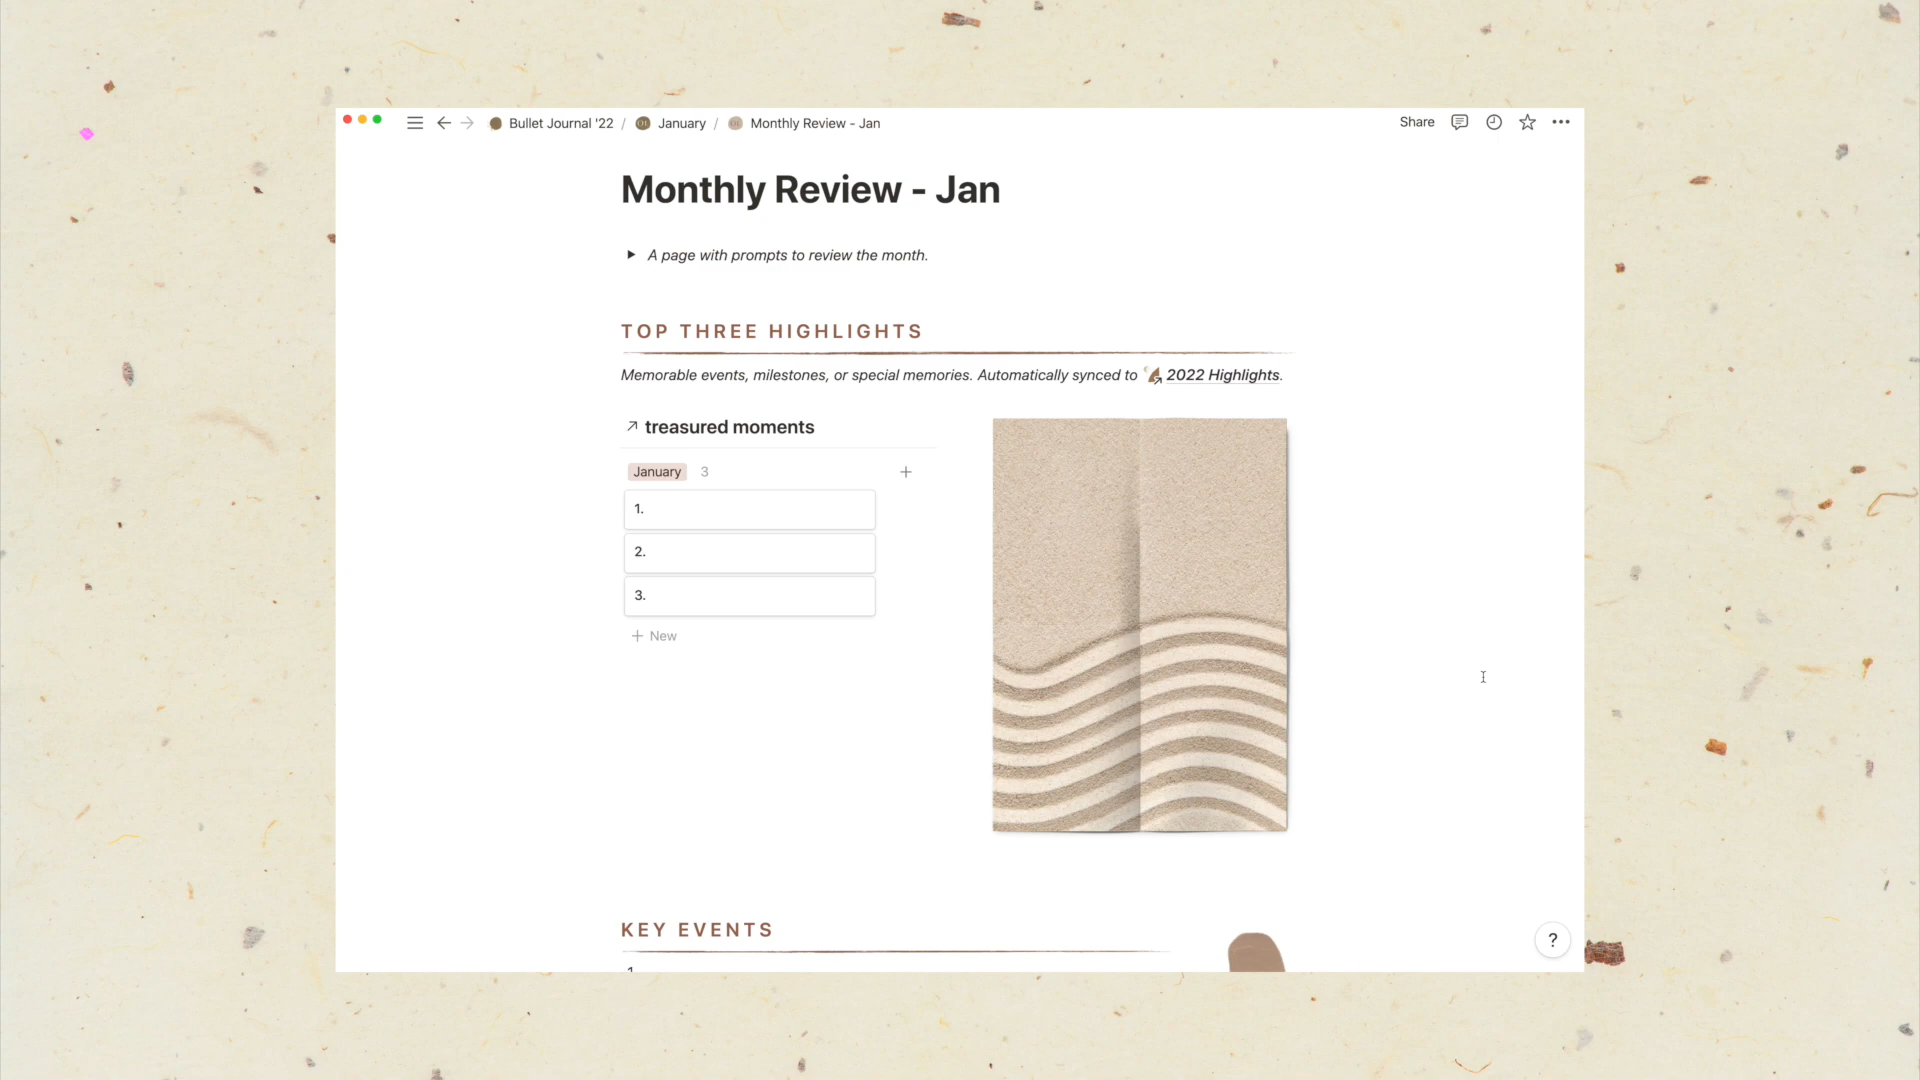 Bullet Journal '22 / 01 January / 01 Monthly Review - Jan
Share
Monthly Review - Jan
A page with prompts to review the month.
TOP THREE HIGHLIGHTS
Memorable events, milestones, or special memories. Automatically synced to 2022 Highlights.
treasured moments
January 3
1.
2.
3.
New
KEY EVENTS
?